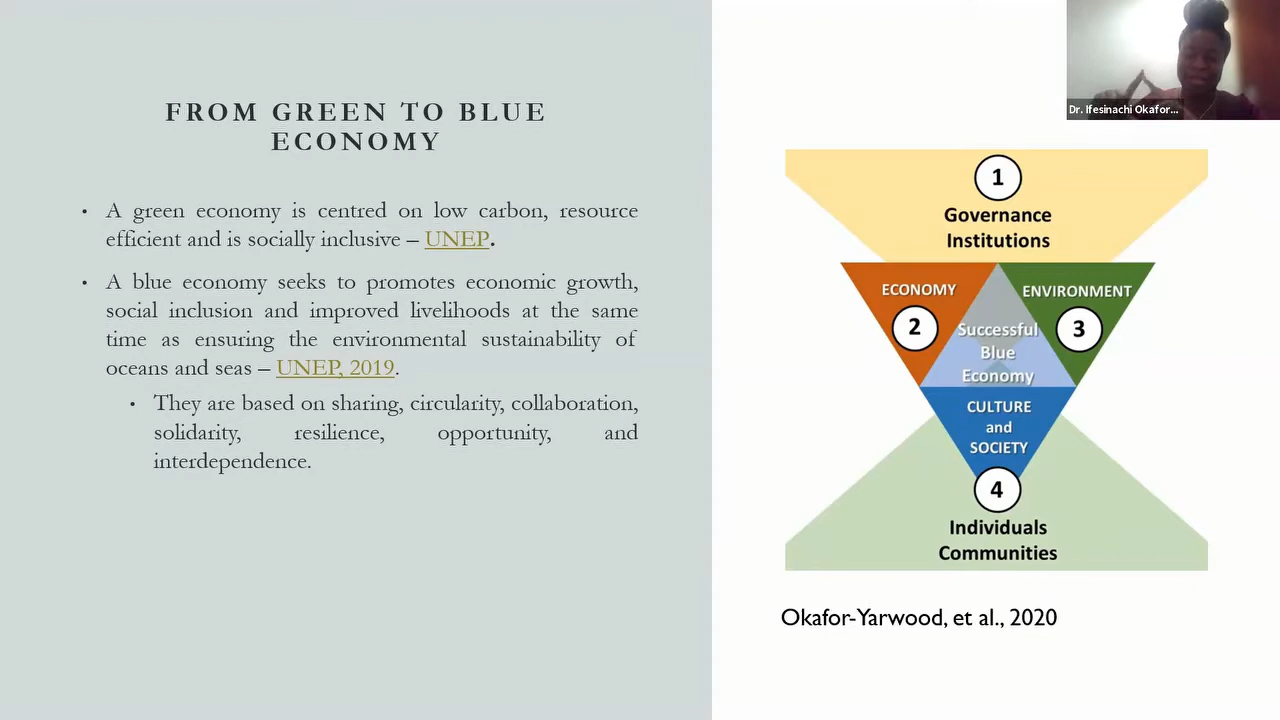 FROM GREEN TO BLUE
ECONOMY
• A green economy is centred on low carbon, resource
efficient and is socially inclusive – UNEP.
• A blue economy seeks to promotes economic growth,
social inclusion and improved livelihoods at the same
time as ensuring the environmental sustainability of
oceans and seas – UNEP, 2019.
• They are based on sharing, circularity, collaboration,
solidarity, resilience, opportunity, and
interdependence.
Dr. Ifesinachi Okafor...
1
Governance
Institutions
ECONOMY
2
ENVIRONMENT
3
Successful
Blue
Economy
CULTURE
and
SOCIETY
4
Individuals
Communities
Okafor-Yarwood, et al., 2020